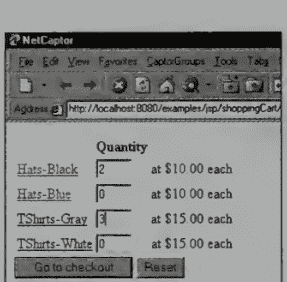 NetCaptor
File Edit View Favorites CaptorGroups Tools Tabs
Address http://localhost:8080/examples/jsp/shoppingCart/
Quantity
Hats-Black 2 at $10.00 each
Hats-Blue 0 at $10.00 each
TShirts-Gray 3 at $15.00 each
TShirts-White 0 at $15.00 each
Go to checkout Reset